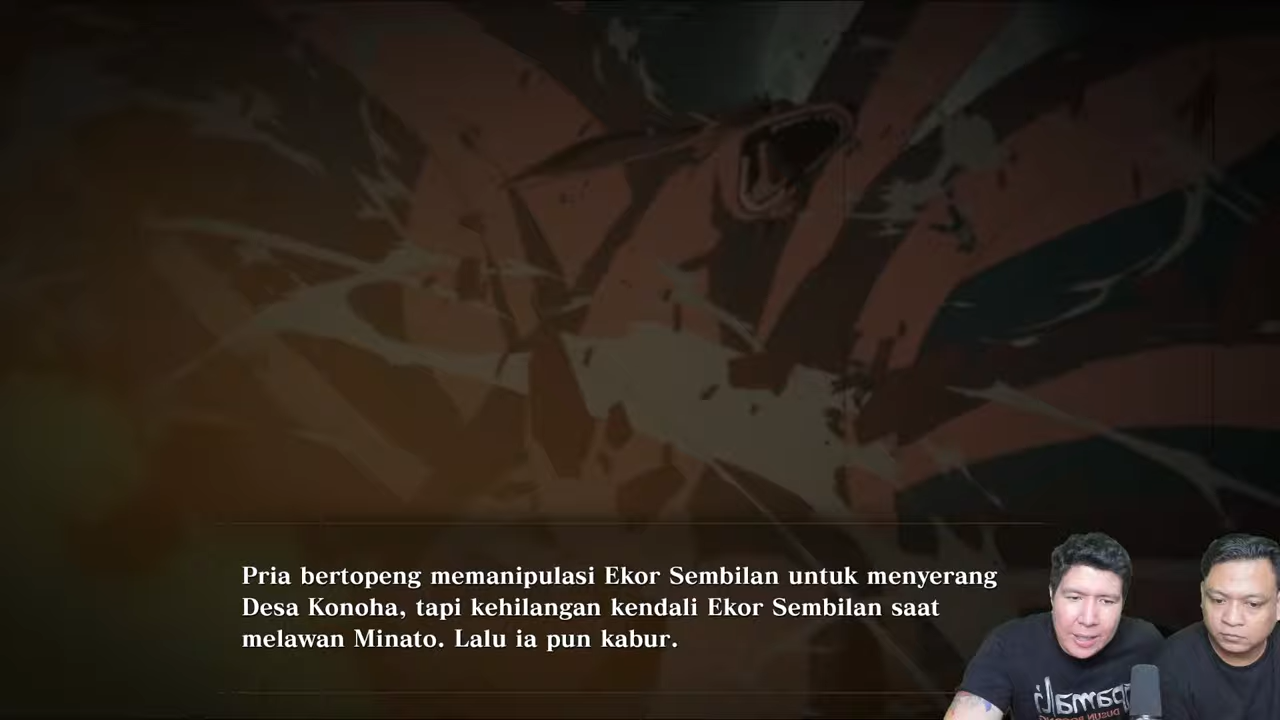 Pria bertopeng memanipulasi Ekor Sembilan untuk menyerang
Desa Konoha, tapi kehilangan kendali Ekor Sembilan saat
melawan Minato. Lalu ia pun kabur.